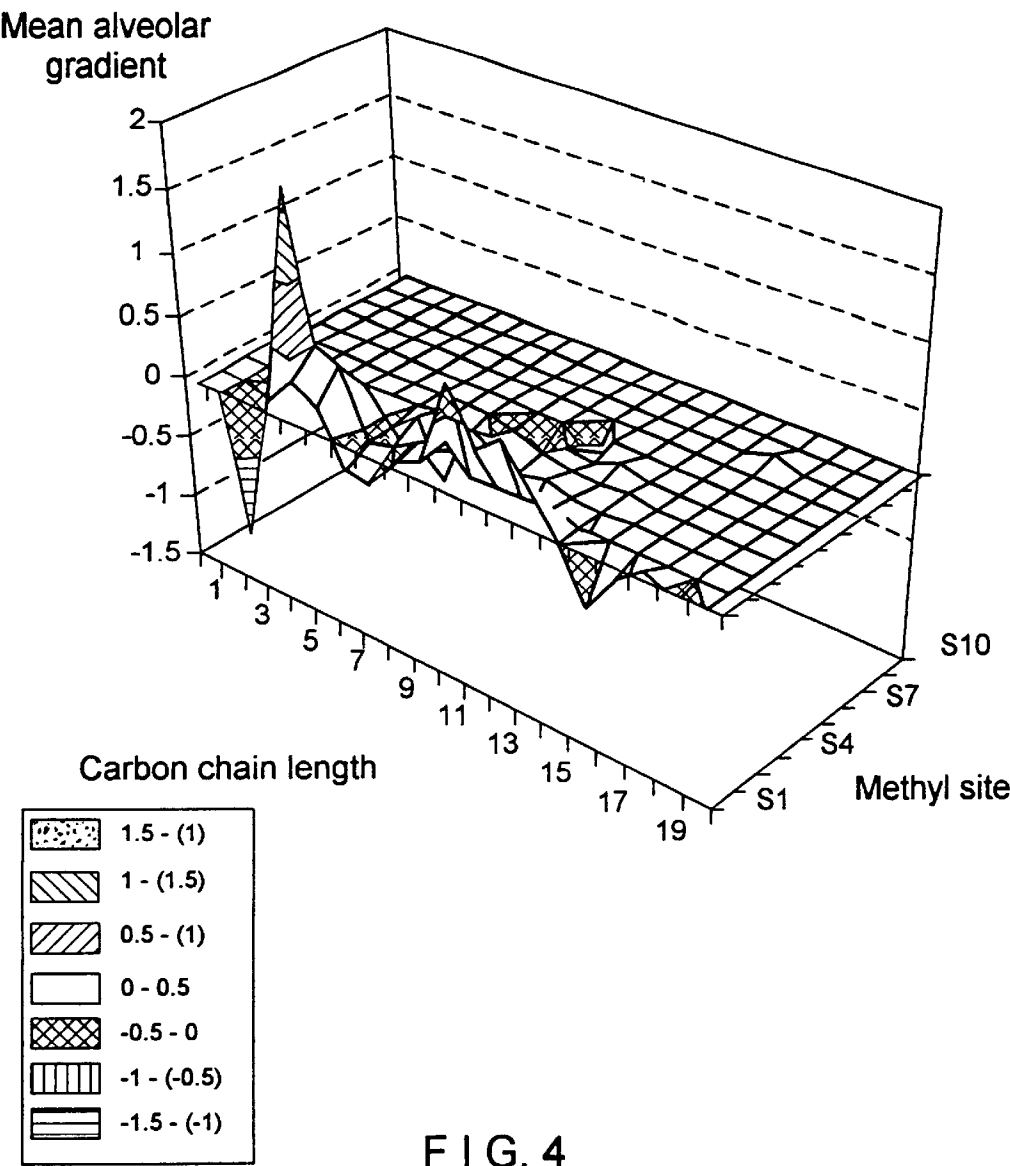 Mean alveolar
gradient
2
1.5
1
0.5
0
-0.5
-1
-1.5
1
3
5
7
9
11
13
15
17
19
S10
S7
S4
S1
Carbon chain length
Methyl site
1.5 - (1)
1 - (1.5)
0.5 - (1)
0 - 0.5
-0.5 - 0
-1 - (-0.5)
-1.5 - (-1)
FIG. 4